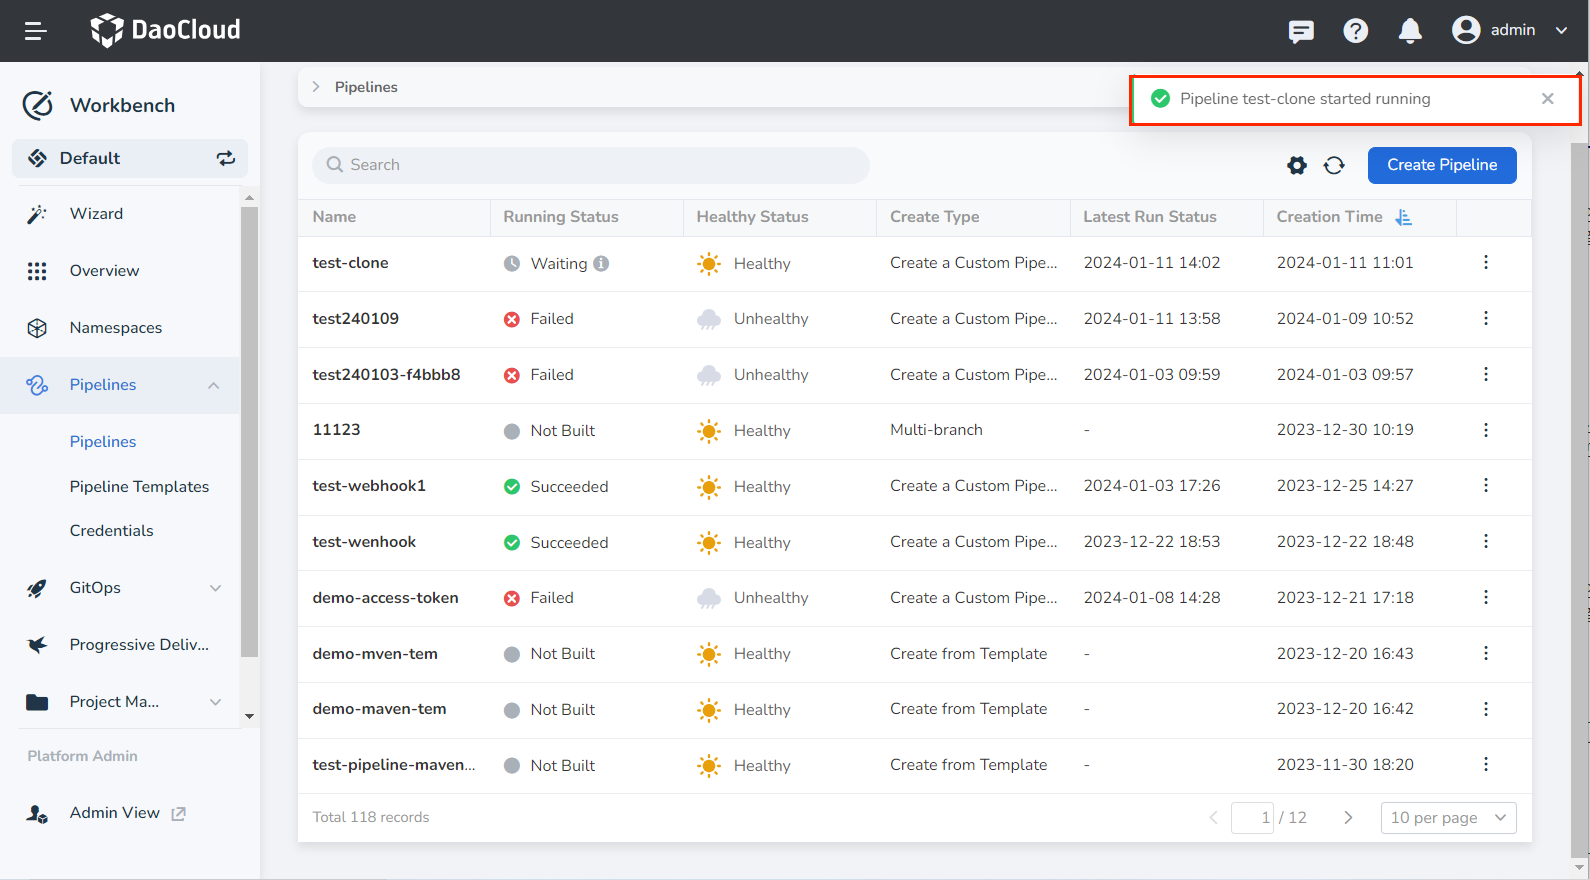 DaoCloud
admin
Workbench
Default
Wizard
Overview
Namespaces
Pipelines
Pipelines
Pipeline Templates
Credentials
GitOps
Progressive Deliv...
Project Ma...
Platform Admin
Admin View
Pipelines
Pipeline test-clone started running
Search
Create Pipeline
Name Running Status Healthy Status Create Type Latest Run Status Creation Time
test-clone Waiting Healthy Create a Custom Pipe... 2024-01-11 14:02 2024-01-11 11:01
test240109 Failed Unhealthy Create a Custom Pipe... 2024-01-11 13:58 2024-01-09 10:52
test240103-f4bbb8 Failed Unhealthy Create a Custom Pipe... 2024-01-03 09:59 2024-01-03 09:57
11123 Not Built Healthy Multi-branch - 2023-12-30 10:19
test-webhook1 Succeeded Healthy Create a Custom Pipe... 2024-01-03 17:26 2023-12-25 14:27
test-wenhook Succeeded Healthy Create a Custom Pipe... 2023-12-22 18:53 2023-12-22 18:48
demo-access-token Failed Unhealthy Create a Custom Pipe... 2024-01-08 14:28 2023-12-21 17:18
demo-mven-tem Not Built Healthy Create from Template - 2023-12-20 16:43
demo-maven-tem Not Built Healthy Create from Template - 2023-12-20 16:42
test-pipeline-maven... Not Built Healthy Create from Template - 2023-11-30 18:20
Total 118 records
1 / 12
10 per page